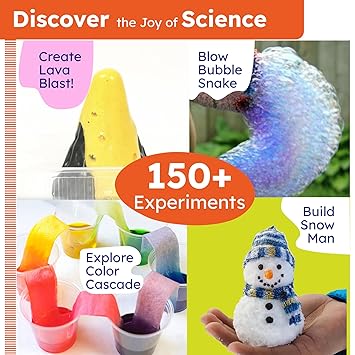 Discover the Joy of Science
Create
Lava
Blast!
Blow
Bubble
Snake
150+
Experiments
Explore
Color
Cascade
Build
Snow
Man